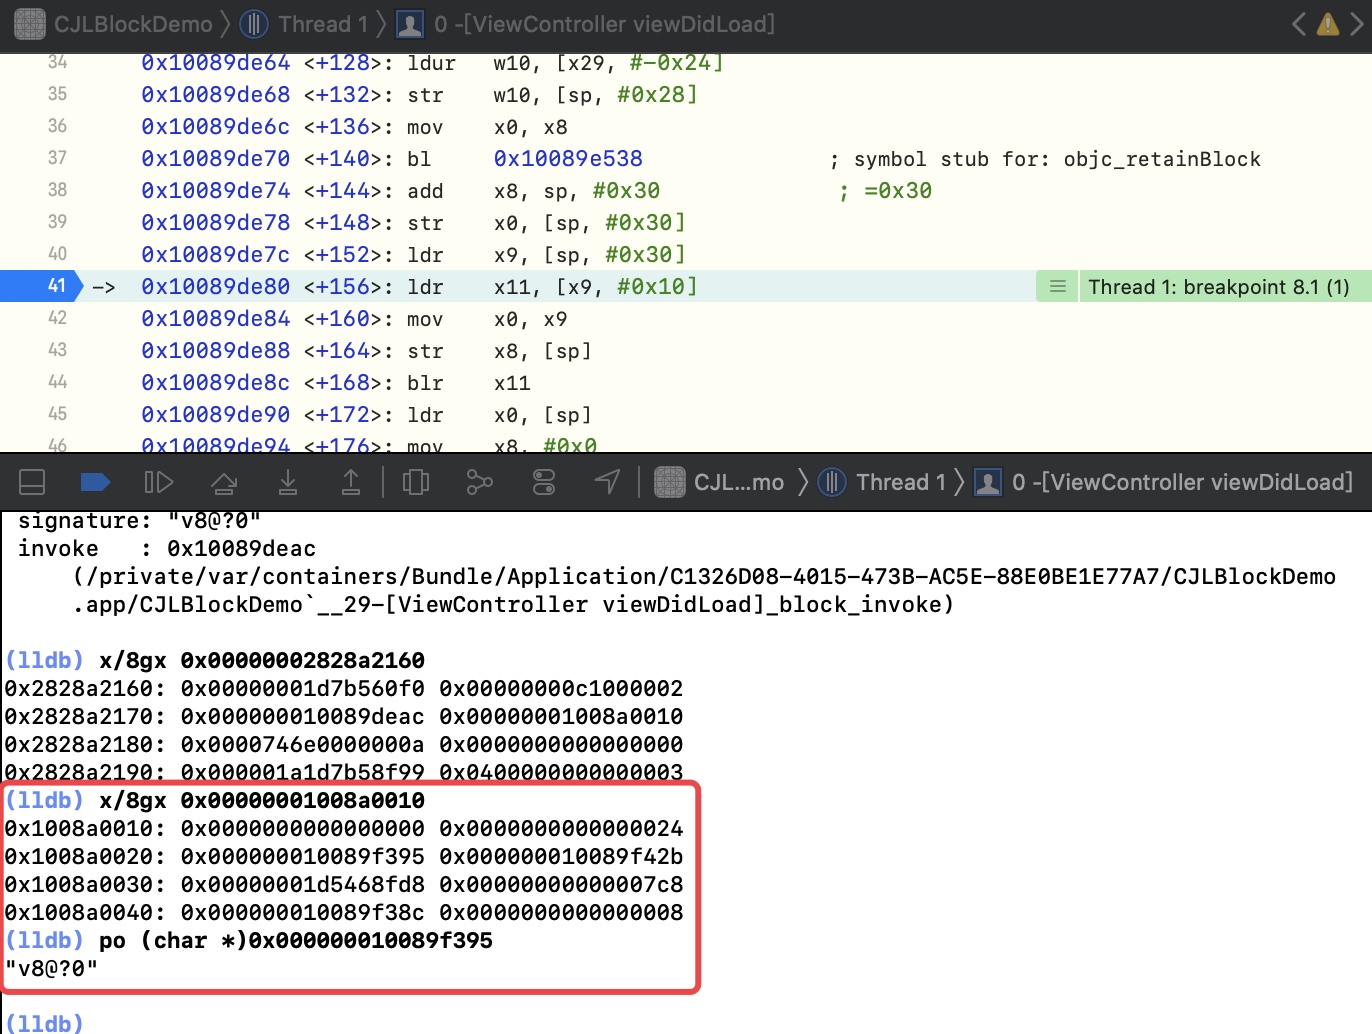 CJLBlockDemo 〉 Thread 1 〉 0 -[ViewController viewDidLoad]
34 0x10089de64 <+128>: ldur w10, [x29, #-0x24]
35 0x10089de68 <+132>: str w10, [sp, #0x28]
36 0x10089de6c <+136>: mov x0, x8
37 0x10089de70 <+140>: bl 0x10089e538 ; symbol stub for: objc_retainBlock
38 0x10089de74 <+144>: add x8, sp, #0x30 ; =0x30
39 0x10089de78 <+148>: str x0, [sp, #0x30]
40 0x10089de7c <+152>: ldr x9, [sp, #0x30]
41 -> 0x10089de80 <+156>: ldr x11, [x9, #0x10] Thread 1: breakpoint 8.1 (1)
42 0x10089de84 <+160>: mov x0, x9
43 0x10089de88 <+164>: str x8, [sp]
44 0x10089de8c <+168>: blr x11
45 0x10089de90 <+172>: ldr x0, [sp]
46 0x10089de94 <+176>: mov x8, #0x0
CJL...mo 〉 Thread 1 〉 0 -[ViewController viewDidLoad]
signature: "v8@?0"
invoke : 0x10089deac
(/private/var/containers/Bundle/Application/C1326D08-4015-473B-AC5E-88E0BE1E77A7/CJLBlockDemo
.app/CJLBlockDemo`__29-[ViewController viewDidLoad]_block_invoke)
(lldb) x/8gx 0x00000002828a2160
0x2828a2160: 0x00000001d7b560f0 0x00000000c1000002
0x2828a2170: 0x000000010089deac 0x00000001008a0010
0x2828a2180: 0x0000746e0000000a 0x0000000000000000
0x2828a2190: 0x000001a1d7b58f99 0x0400000000000003
(lldb) x/8gx 0x00000001008a0010
0x1008a0010: 0x0000000000000000 0x0000000000000024
0x1008a0020: 0x000000010089f395 0x000000010089f42b
0x1008a0030: 0x00000001d5468fd8 0x00000000000007c8
0x1008a0040: 0x000000010089f38c 0x0000000000000008
(lldb) po (char *)0x000000010089f395
"v8@?0"
(lldb)